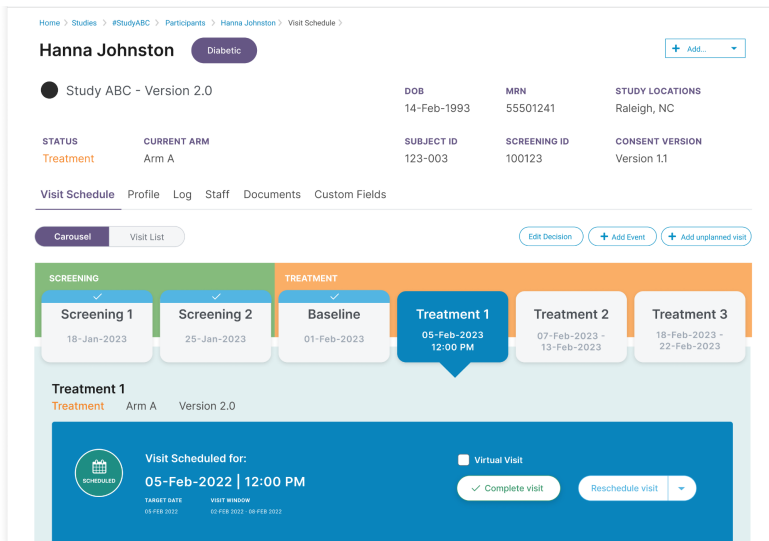 Home > Studies > #StudyABC > Participants > Hanna Johnston > Visit Schedule >
Hanna Johnston
Diabetic
+ Add...
Study ABC - Version 2.0
DOB
14-Feb-1993
MRN
55501241
STUDY LOCATIONS
Raleigh, NC
STATUS
Treatment
CURRENT ARM
Arm A
SUBJECT ID
123-003
SCREENING ID
100123
CONSENT VERSION
Version 1.1
Visit Schedule Profile Log Staff Documents Custom Fields
Carousel Visit List
Edit Decision + Add Event + Add unplanned visit
SCREENING
TREATMENT
Screening 1
18-Jan-2023
Screening 2
25-Jan-2023
Baseline
01-Feb-2023
Treatment 1
05-Feb-2023
12:00 PM
Treatment 2
07-Feb-2023 -
13-Feb-2023
Treatment 3
18-Feb-2023 -
22-Feb-2023
Treatment 1
Treatment Arm A Version 2.0
SCHEDULED
Visit Scheduled for:
05-Feb-2022 | 12:00 PM
TARGET DATE
05-FEB 2022
VISIT WINDOW
02-FEB 2022 - 08-FEB 2022
Virtual Visit
Complete visit
Reschedule visit